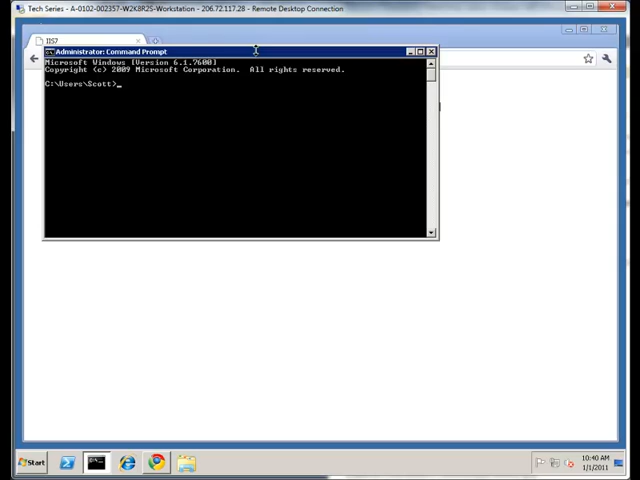 Tech Series - A-0102-002357-W2K8R2S-Workstation - 206.72.117.28 - Remote Desktop Connection
IIS7
Administrator: Command Prompt
Microsoft Windows [Version 6.1.7600]
Copyright (c) 2009 Microsoft Corporation.  All rights reserved.
C:\Users\Scott>_
Start
10:40 AM
1/1/2011